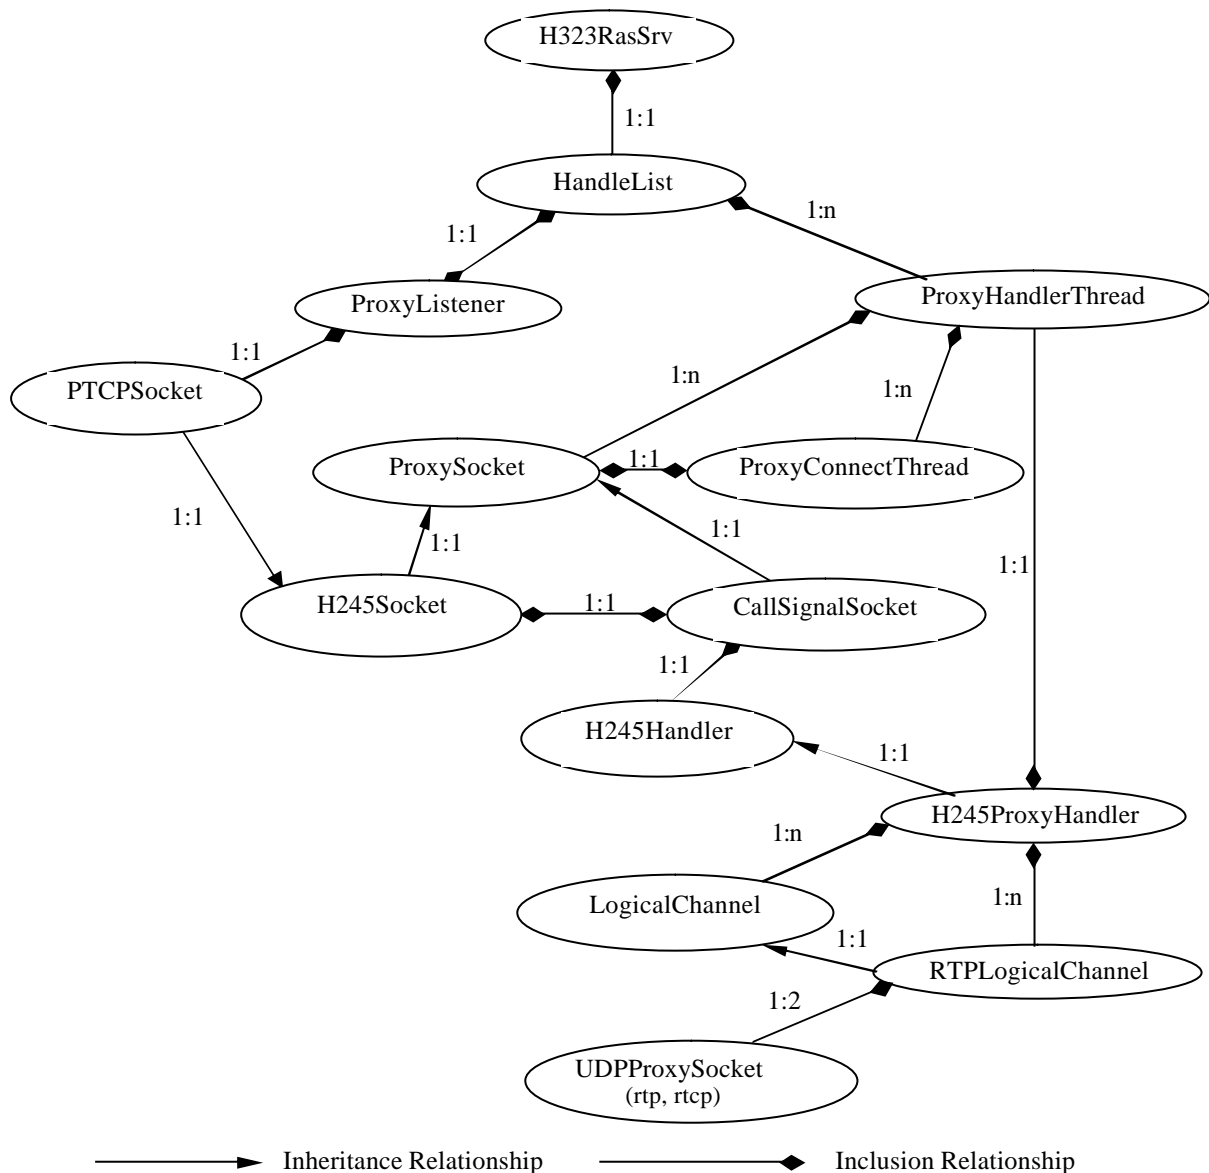 H323RasSrv
1:1
HandleList
1:n
1:1
ProxyListener
ProxyHandlerThread
1:1
PTCPSocket
1:n
1:n
ProxySocket
1:1
ProxyConnectThread
1:1
1:1
1:1
1:1
H245Socket
1:1
CallSignalSocket
1:1
H245Handler
1:1
H245ProxyHandler
1:n
LogicalChannel
1:n
1:1
RTPLogicalChannel
1:2
UDPProxySocket
(rtp, rtcp)
Inheritance Relationship
Inclusion Relationship